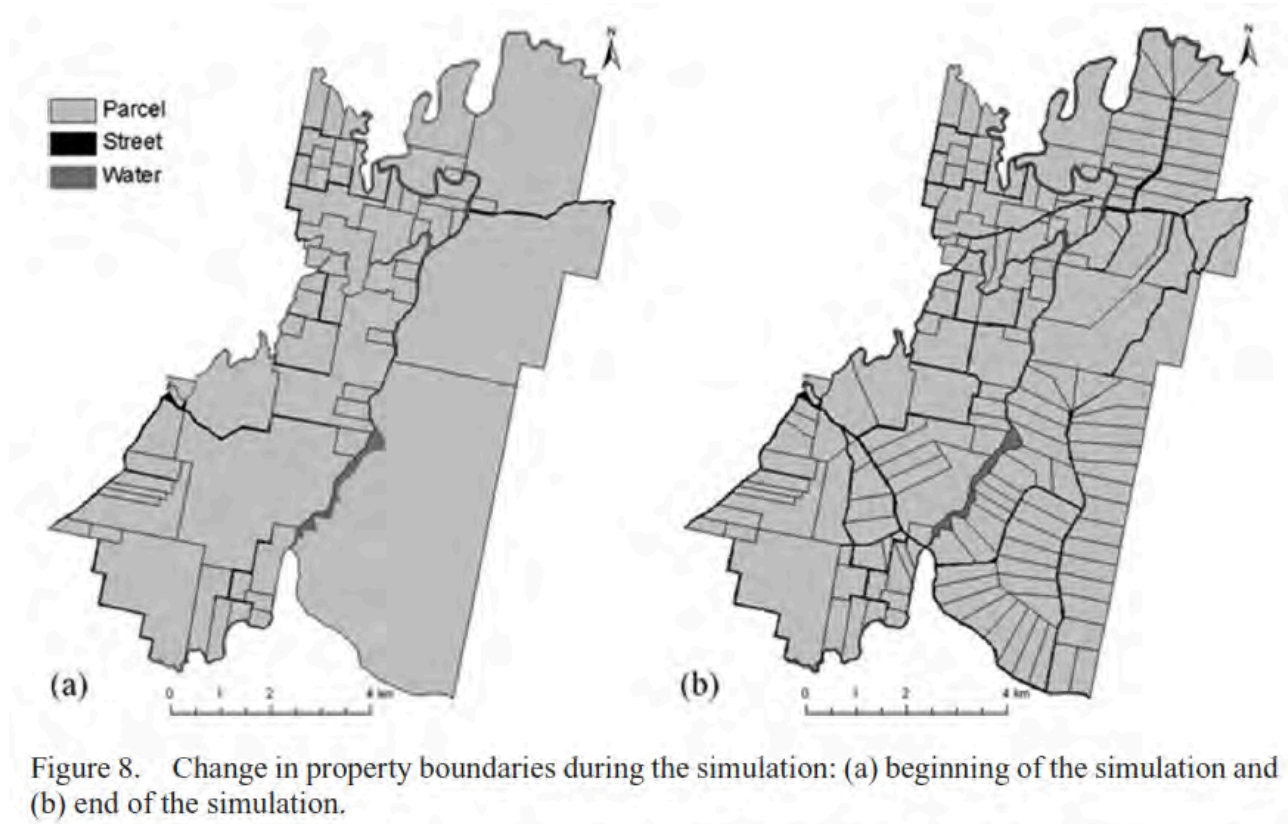 N
N
Parcel
Street
Water
(a)
0 1 2 4 km
(b)
0 1 2 4 km
Figure 8. Change in property boundaries during the simulation: (a) beginning of the simulation and
(b) end of the simulation.